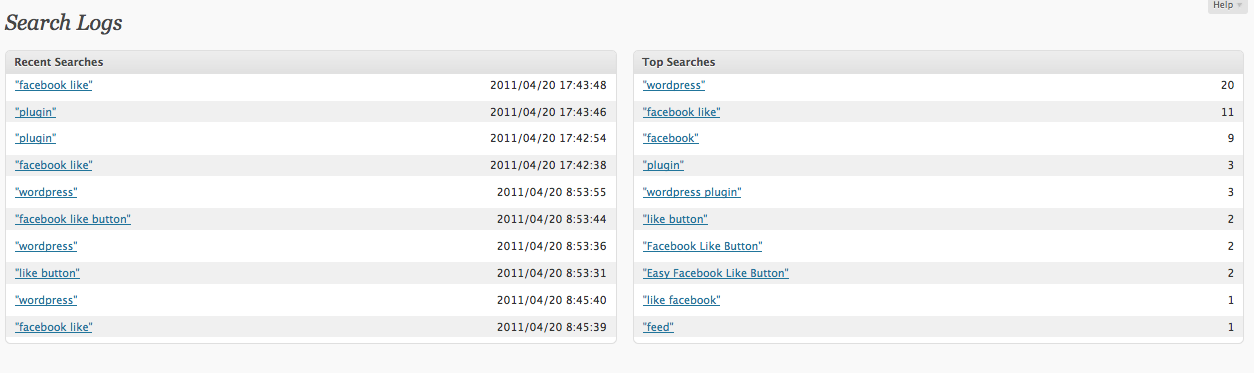 Help
Search Logs
Recent Searches
"facebook like" 2011/04/20 17:43:48
"plugin" 2011/04/20 17:43:46
"plugin" 2011/04/20 17:42:54
"facebook like" 2011/04/20 17:42:38
"wordpress" 2011/04/20 8:53:55
"facebook like button" 2011/04/20 8:53:44
"wordpress" 2011/04/20 8:53:36
"like button" 2011/04/20 8:53:31
"wordpress" 2011/04/20 8:45:40
"facebook like" 2011/04/20 8:45:39
Top Searches
"wordpress" 20
"facebook like" 11
"facebook" 9
"plugin" 3
"wordpress plugin" 3
"like button" 2
"Facebook Like Button" 2
"Easy Facebook Like Button" 2
"like facebook" 1
"feed" 1